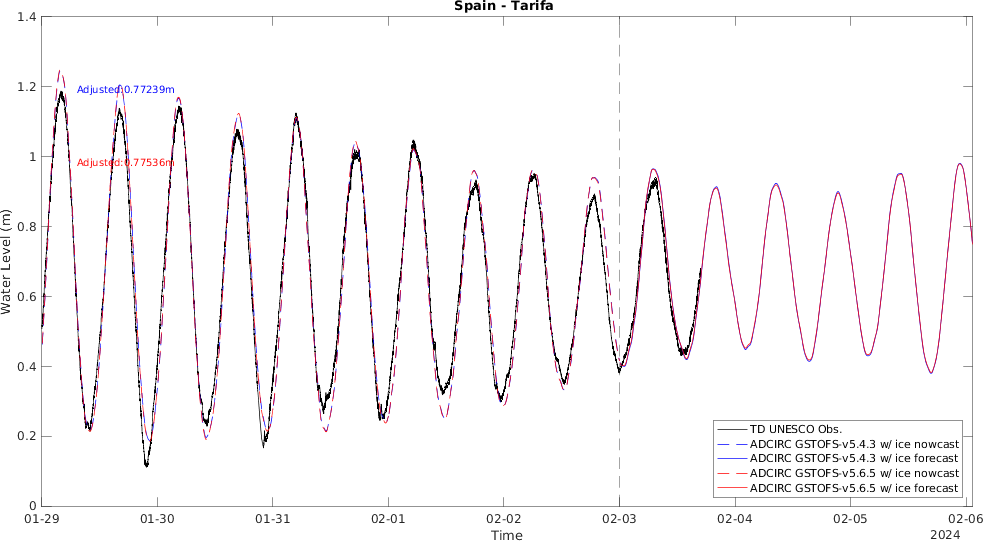 Spain - Tarifa
1.4
1.2
1
0.8
0.6
0.4
0.2
0
Water Level (m)
Adjusted:0.77239m
Adjusted:0.77536m
TD UNESCO Obs.
ADCIRC GSTOFS-v5.4.3 w/ ice nowcast
ADCIRC GSTOFS-v5.4.3 w/ ice forecast
ADCIRC GSTOFS-v5.6.5 w/ ice nowcast
ADCIRC GSTOFS-v5.6.5 w/ ice forecast
01-29 01-30 01-31 02-01 02-02 02-03 02-04 02-05 02-06
Time
2024